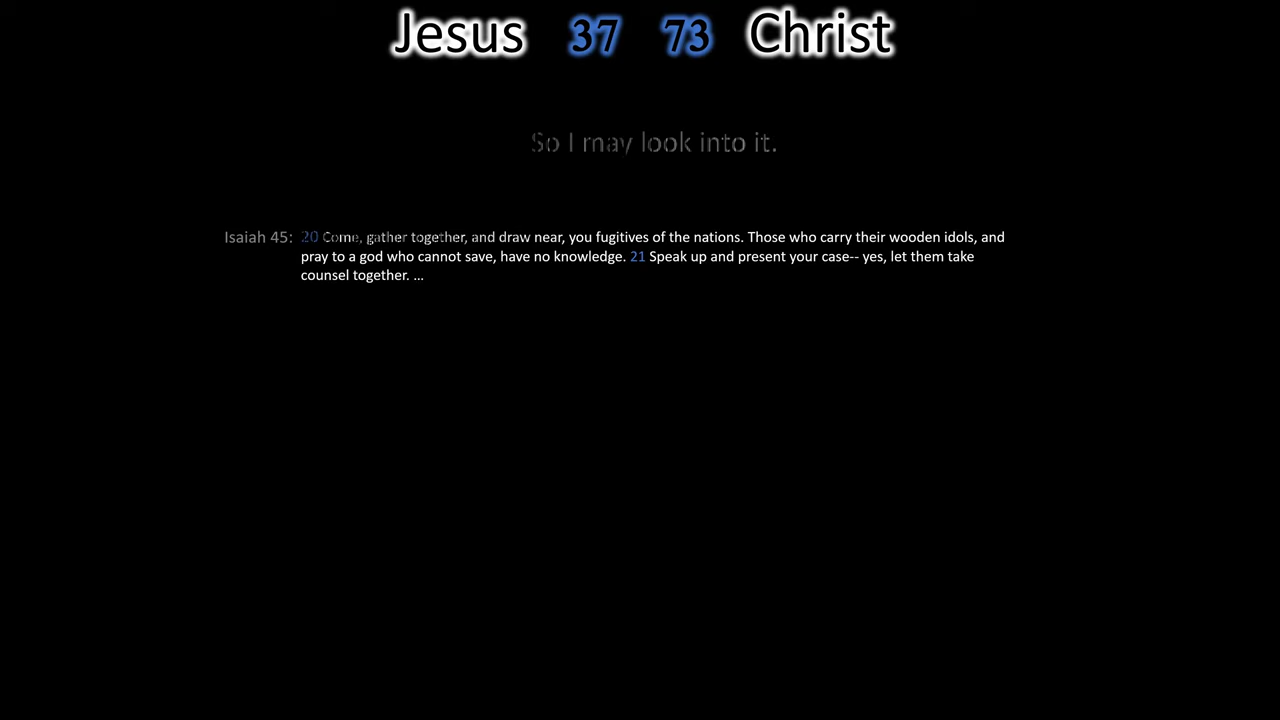 Jesus 37 73 Christ
So I may look into it.
Isaiah 45: 20 Come, gather together, and draw near, you fugitives of the nations. Those who carry their wooden idols, and
pray to a god who cannot save, have no knowledge. 21 Speak up and present your case-- yes, let them take
counsel together. ...